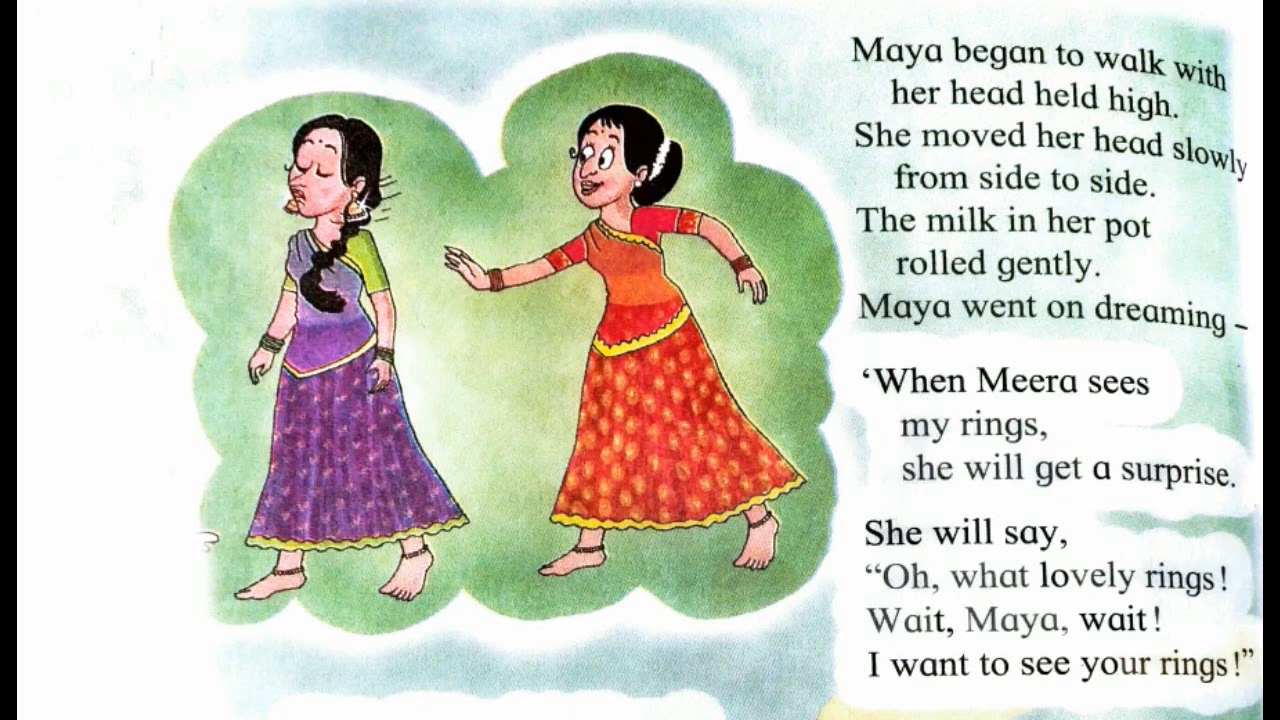 Maya began to walk with
her head held high.
She moved her head slowly
from side to side.
The milk in her pot
rolled gently.
Maya went on dreaming –
‘When Meera sees
my rings,
she will get a surprise.
She will say,
“Oh, what lovely rings!
Wait, Maya, wait!
I want to see your rings!”